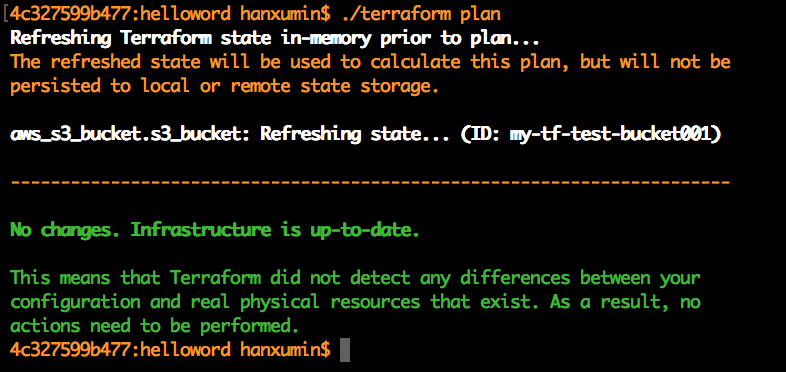 [4c327599b477:helloword hanxumin$ ./terraform plan
Refreshing Terraform state in-memory prior to plan...
The refreshed state will be used to calculate this plan, but will not be
persisted to local or remote state storage.
aws_s3_bucket.s3_bucket: Refreshing state... (ID: my-tf-test-bucket001)
------------------------------------------------------------------------
No changes. Infrastructure is up-to-date.
This means that Terraform did not detect any differences between your
configuration and real physical resources that exist. As a result, no
actions need to be performed.
4c327599b477:helloword hanxumin$